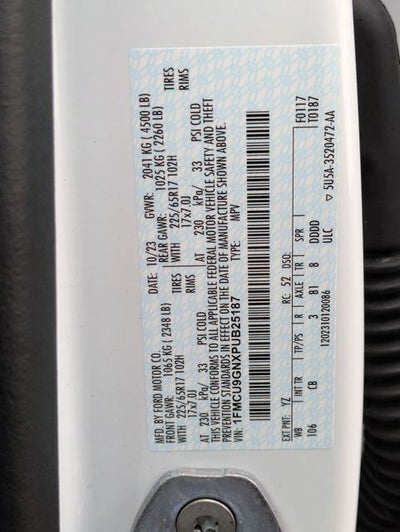 MFD. BY FORD MOTOR CO.
DATE: 10/23 GVWR: 2041 KG ( 4500 LB)
FRONT GAWR: 1065 KG ( 2348 LB) REAR GAWR: 1025 KG ( 2260 LB)
WITH 225/65R17 102H TIRES WITH 225/65R17 102H TIRES
17x7.0J RIMS 17x7.0J RIMS
AT 230 kPa/ 33 PSI COLD AT 230 kPa/ 33 PSI COLD
THIS VEHICLE CONFORMS TO ALL APPLICABLE FEDERAL MOTOR VEHICLE SAFETY AND THEFT
PREVENTION STANDARDS IN EFFECT ON THE DATE OF MANUFACTURE SHOWN ABOVE.
VIN: 1FMCU9GNXPUB25187
TYPE: MPV
EXT PNT: YZ RC: 52 DSO: F0117
WB INT TR TP/PS R AXLE TR SPR T0187
106 CB 3 81 8 DDDD
1202310120086 ULC ▽ 5U5A-3520472-AA